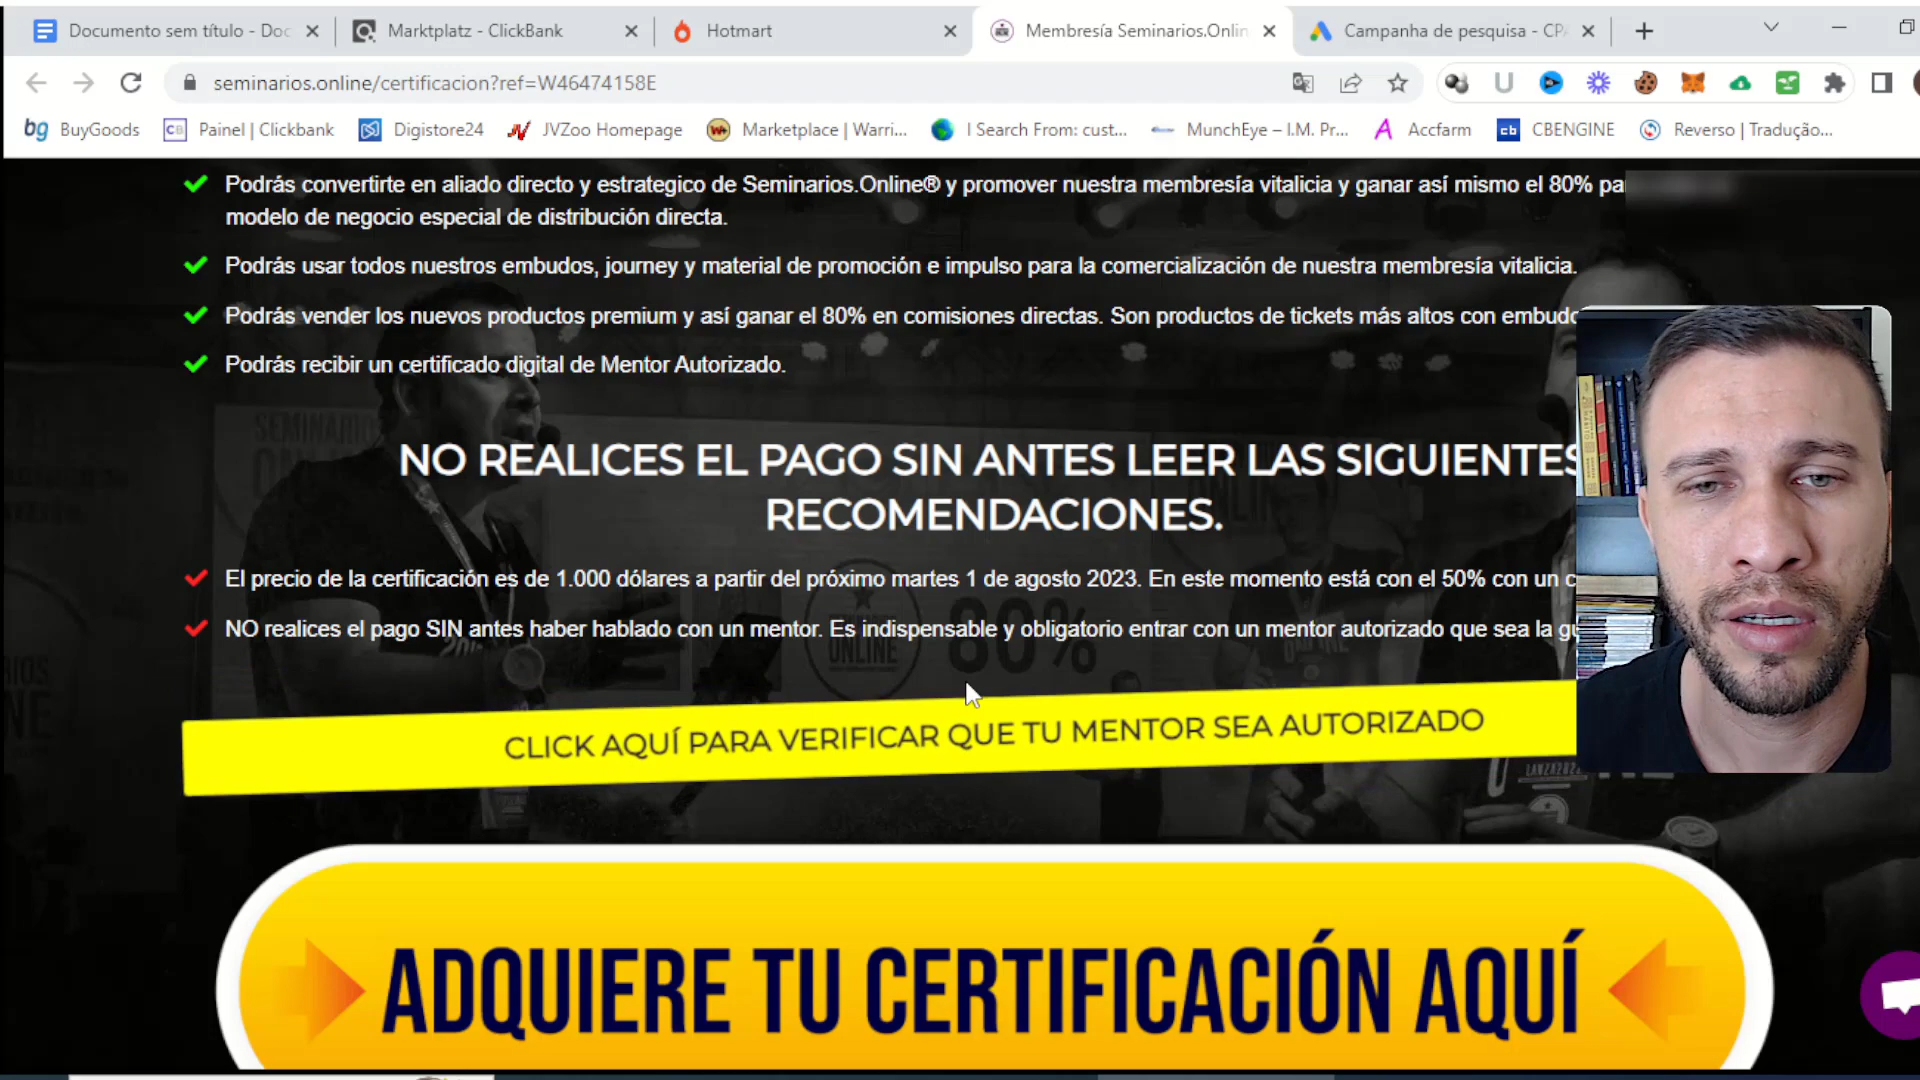 Documento sem título - Doc
Marktplatz - ClickBank
Hotmart
Membresía Seminarios.Onlin
Campanha de pesquisa - CPA
seminarios.online/certificacion?ref=W46474158E
bg BuyGoods
CB Painel | Clickbank
Digistore24
JVZoo Homepage
W+ Marketplace | Warri...
I Search From: cust...
MunchEye – I.M. Pr...
Accfarm
cb CBENGINE
Reverso | Tradução...
Podrás convertirte en aliado directo y estrategico de Seminarios.Online® y promover nuestra membresía vitalicia y ganar así mismo el 80%
modelo de negocio especial de distribución directa.
Podrás usar todos nuestros embudos, journey y material de promoción e impulso para la comercialización de nuestra membresía vitalicia.
Podrás vender los nuevos productos premium y así ganar el 80% en comisiones directas. Son productos de tickets más altos con embudo
Podrás recibir un certificado digital de Mentor Autorizado.
NO REALICES EL PAGO SIN ANTES LEER LAS SIGUIENTES
RECOMENDACIONES.
El precio de la certificación es de 1.000 dólares a partir del próximo martes 1 de agosto 2023. En este momento está con el 50% con un
NO realices el pago SIN antes haber hablado con un mentor. Es indispensable y obligatorio entrar con un mentor autorizado que sea la
ONLINE
80%
CLICK AQUÍ PARA VERIFICAR QUE TU MENTOR SEA AUTORIZADO
ADQUIERE TU CERTIFICACIÓN AQUÍ